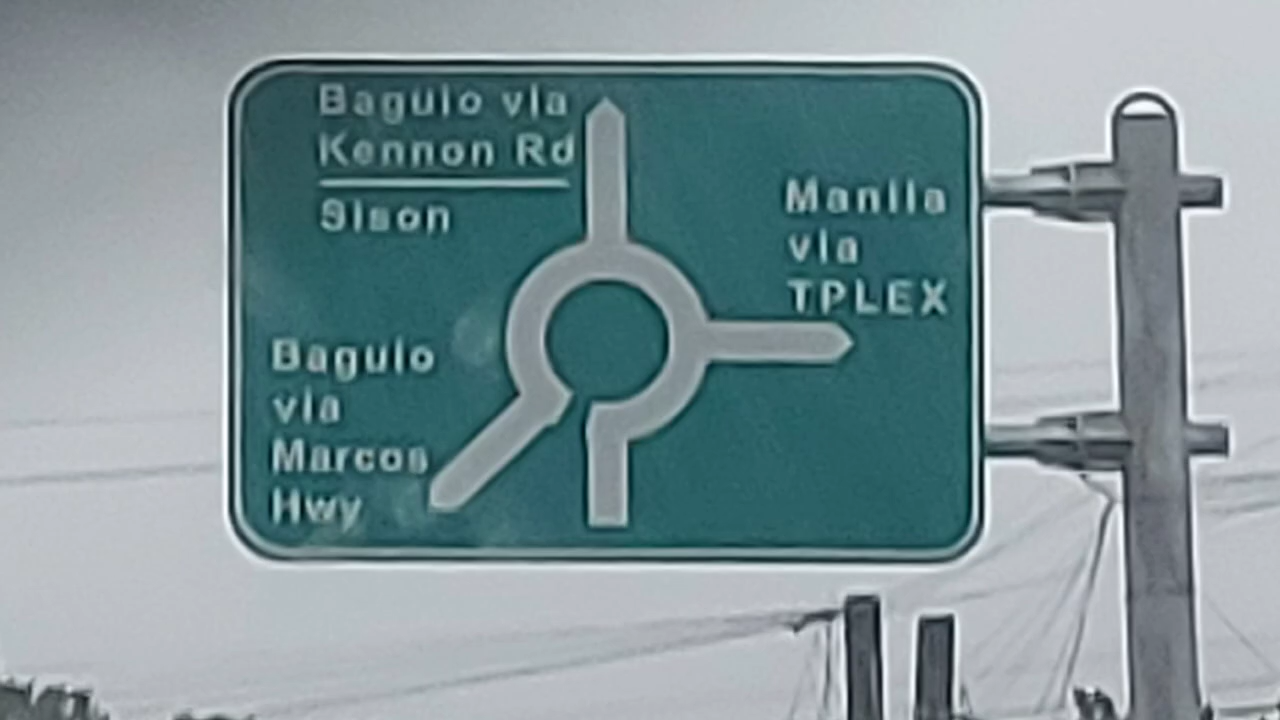 Baguio via
Kennon Rd
Sison
Manila
via
TPLEX
Baguio
via
Marcos
Hwy